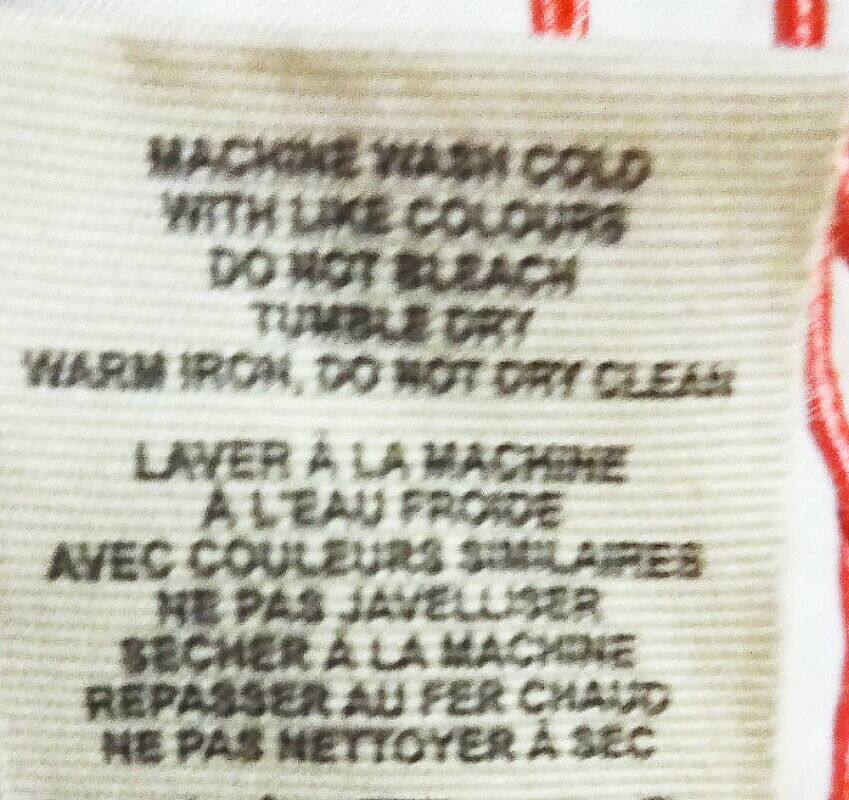 MACHINE WASH COLD
WITH LIKE COLOURS
DO NOT BLEACH
TUMBLE DRY
WARM IRON, DO NOT DRY CLEAN
LAVER À LA MACHINE
À L'EAU FROIDE
AVEC COULEURS SIMILAIRES
NE PAS JAVELLISER
SECHER À LA MACHINE
REPASSER AU FER CHAUD
NE PAS NETTOYER À SEC